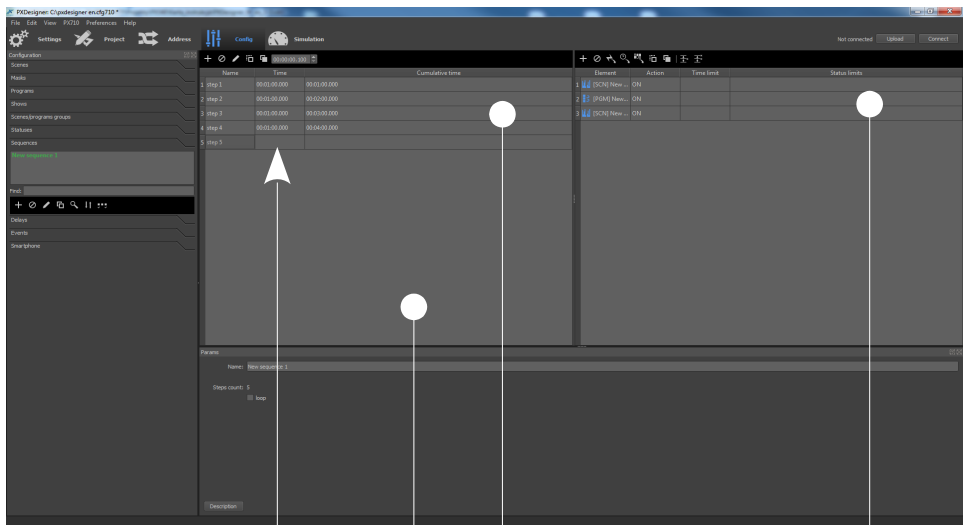 PXDesigner: C:\pxdesigner en.cfg710 *
File Edit View PX710 Preferences Help
Settings Project Address Config Simulation Not connected Upload Connect
Configuration
Scenes
Masks
Programs
Shows
Scenes/programs groups
Statuses
Sequences
New sequence 1
Find:
Delays
Events
Smartphone
00:00:00.100
Name Time Cumulative time
1 step 1 00:01:00.000 00:01:00.000
2 step 2 00:01:00.000 00:02:00.000
3 step 3 00:01:00.000 00:03:00.000
4 step 4 00:01:00.000 00:04:00.000
5 step 5
Element Action Time limit Status limits
1 [SCN] New ... ON
2 [PGM] New... ON
3 [SCN] New ... ON
Params
Name: New sequence 1
Steps count: 5
loop
Description